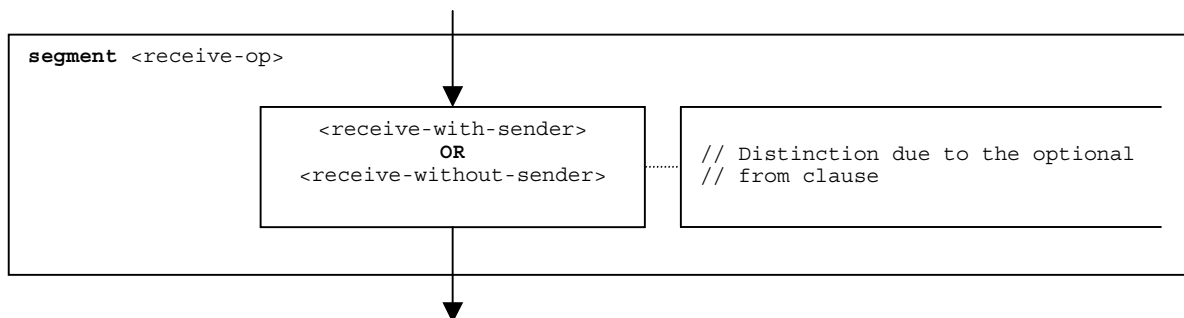 segment <receive-op>
<receive-with-sender>
OR
<receive-without-sender>
// Distinction due to the optional
// from clause